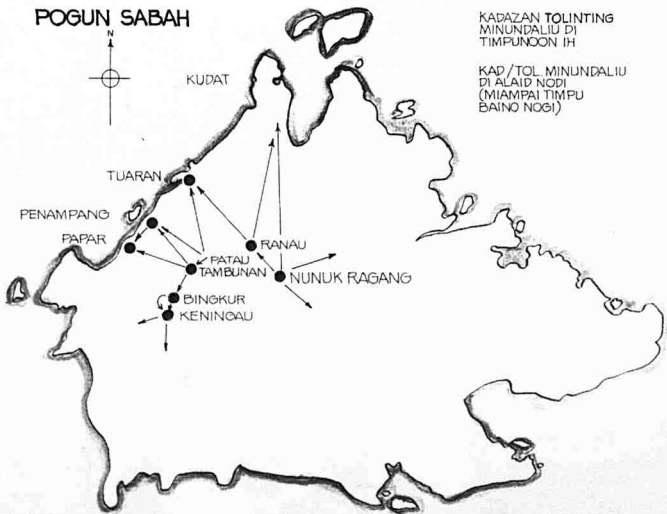 POGUN SABAH
N
KADAZAN TOLINTING
MINUNDALIU DI
TIMPUNOON IH
KAD/TOL. MINUNDALIU
DI ALAID NODI
(MIAMPAI TIMPU
BAINO NOGI)
KUDAT
TUARAN
PENAMPANG
PAPAR
RANAU
PATAU
TAMBUNAN
NUNUK RAGANG
BINGKUR
KENINGAU